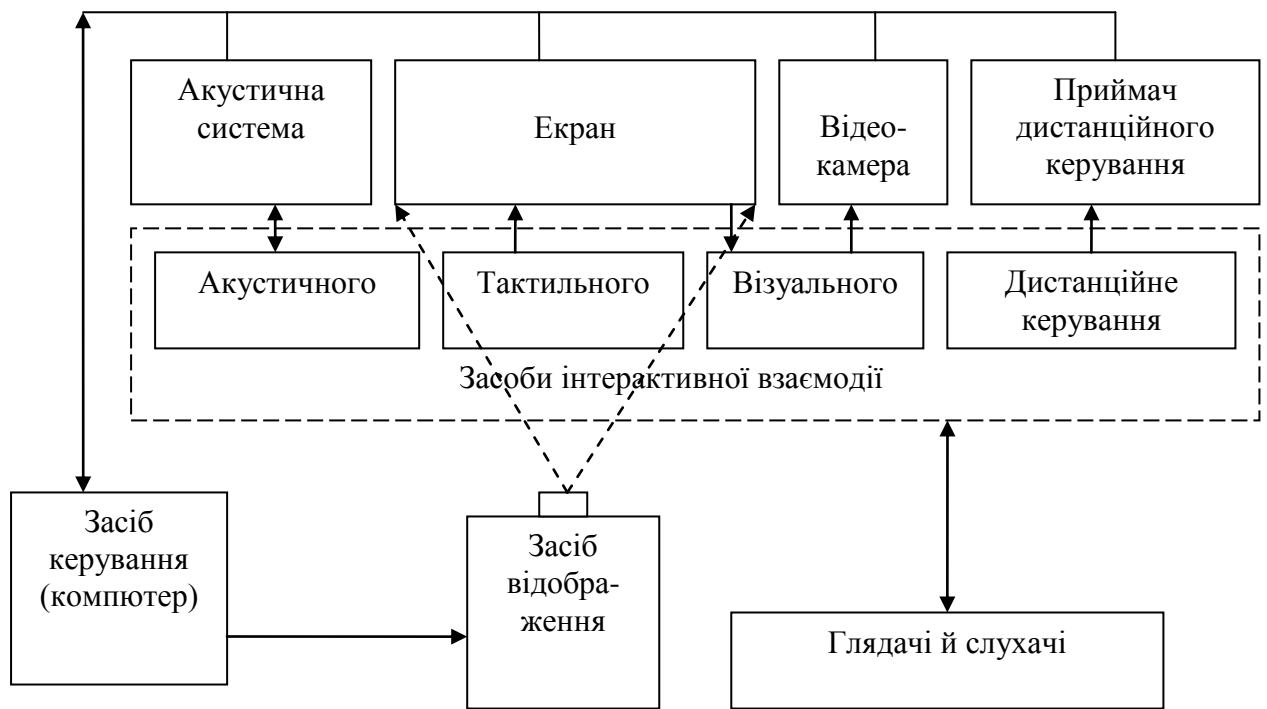 Акустична
система
Екран
Відео-
камера
Приймач
дистанційного
керування
Акустичного
Тактильного
Візуального
Дистанційне
керування
Засоби інтерактивної взаємодії
Засіб
керування
(компютер)
Засіб
відобра-
ження
Глядачі й слухачі